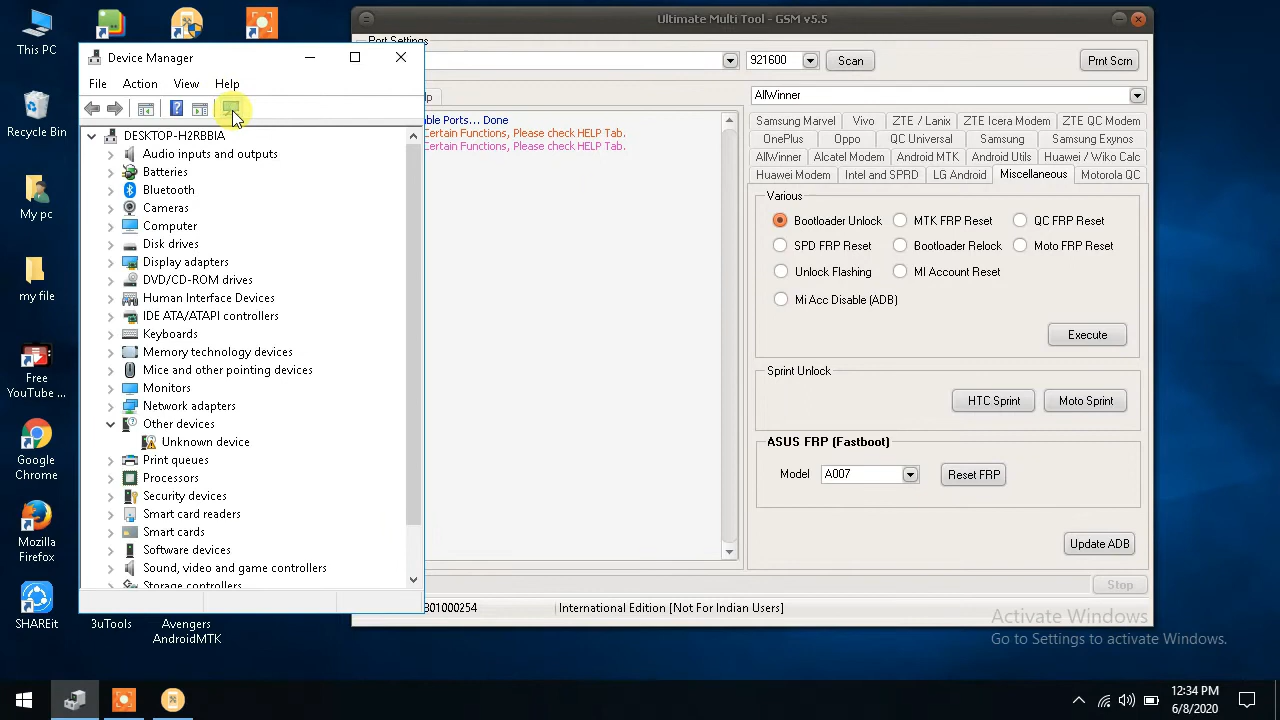 This PC
Recycle Bin
My pc
my file
Free
YouTube ...
Google
Chrome
Mozilla
Firefox
SHAREit
3uTools
Avengers
AndroidMTK
Device Manager
File
Action
View
Help
DESKTOP-H2RBBIA
Audio inputs and outputs
Batteries
Bluetooth
Cameras
Computer
Disk drives
Display adapters
DVD/CD-ROM drives
Human Interface Devices
IDE ATA/ATAPI controllers
Keyboards
Memory technology devices
Mice and other pointing devices
Monitors
Network adapters
Other devices
Unknown device
Print queues
Processors
Security devices
Smart card readers
Smart cards
Software devices
Sound, video and game controllers
Storage controllers
Ultimate Multi Tool - GSM v5.5
Port Settings
921600
Scan
Prnt Scrn
Ports... Done
Certain Functions, Please check HELP Tab.
Certain Functions, Please check HELP Tab.
AllWinner
Samsung Marvel
Vivo
ZTE / Lanix
ZTE Icera Modem
ZTE QC Modem
OnePlus
Oppo
QC Universal
Samsung
Samsung Exynos
AllWinner
Alcatel Modem
Android MTK
Android Utils
Huawei / Wiko Calc
Huawei Modem
Intel and SPRD
LG Android
Miscellaneous
Motorola QC
Various
Bootloader Unlock
MTK FRP Reset
QC FRP Reset
SPD FRP Reset
Bootloader Relock
Moto FRP Reset
Unlock Flashing
MI Account Reset
Mi Acc Disable (ADB)
Execute
Sprint Unlock
HTC Sprint
Moto Sprint
ASUS FRP (Fastboot)
Model
A007
Reset FRP
Update ADB
Stop
International Edition [Not For Indian Users]
Activate Windows
Go to Settings to activate Windows.
12:34 PM
6/8/2020